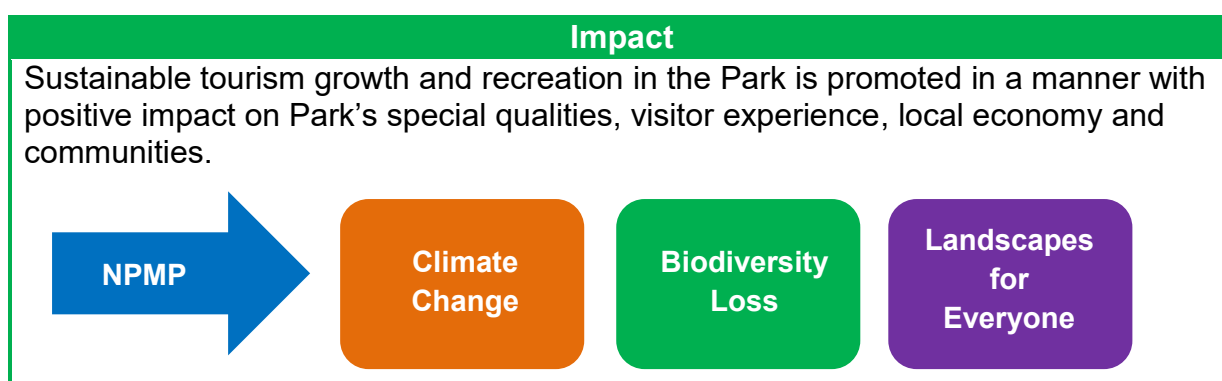 Impact
Sustainable tourism growth and recreation in the Park is promoted in a manner with
positive impact on Park's special qualities, visitor experience, local economy and
communities.
NPMP
Climate
Change
Biodiversity
Loss
Landscapes
for
Everyone